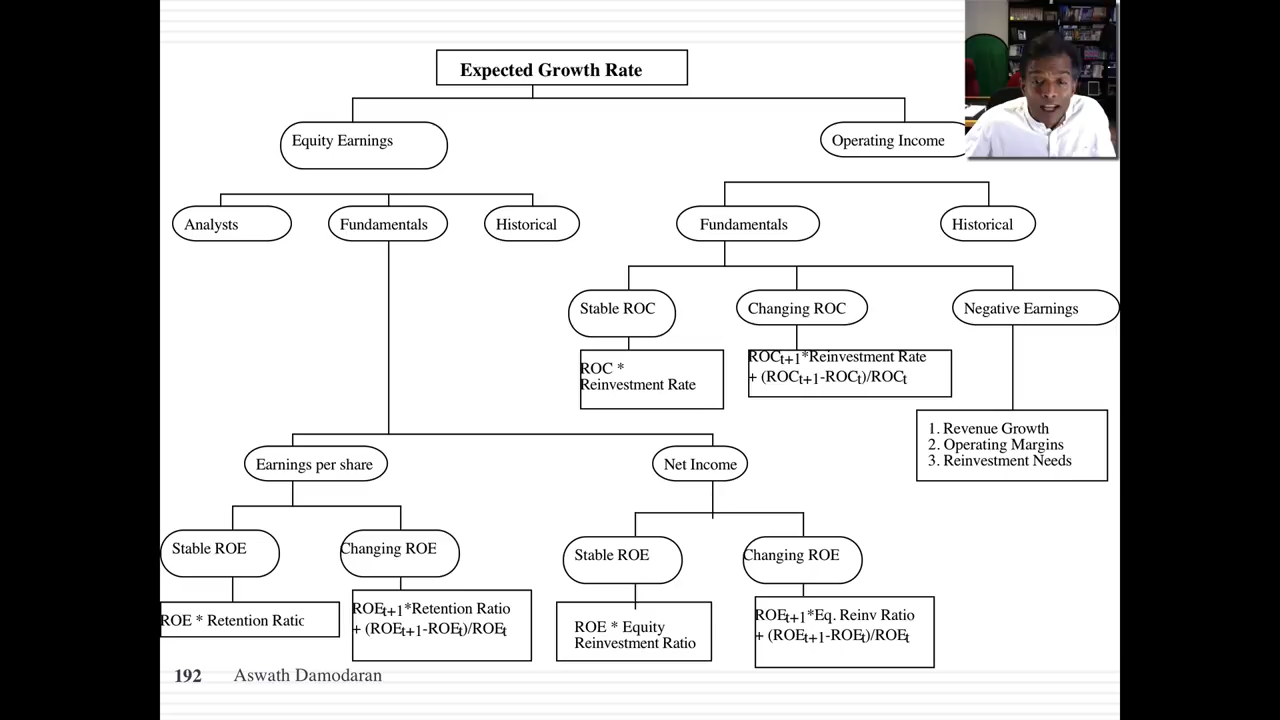 Expected Growth Rate
Equity Earnings
Operating Income
Analysts
Fundamentals
Historical
Fundamentals
Historical
Stable ROC
Changing ROC
Negative Earnings
ROC *
Reinvestment Rate
ROCt+1*Reinvestment Rate
+ (ROCt+1-ROCt)/ROCt
1. Revenue Growth
2. Operating Margins
3. Reinvestment Needs
Earnings per share
Net Income
Stable ROE
Changing ROE
Stable ROE
Changing ROE
ROE * Retention Ratio
ROEt+1*Retention Ratio
+ (ROEt+1-ROEt)/ROEt
ROE * Equity
Reinvestment Ratio
ROEt+1*Eq. Reinv Ratio
+ (ROEt+1-ROEt)/ROEt
192 Aswath Damodaran